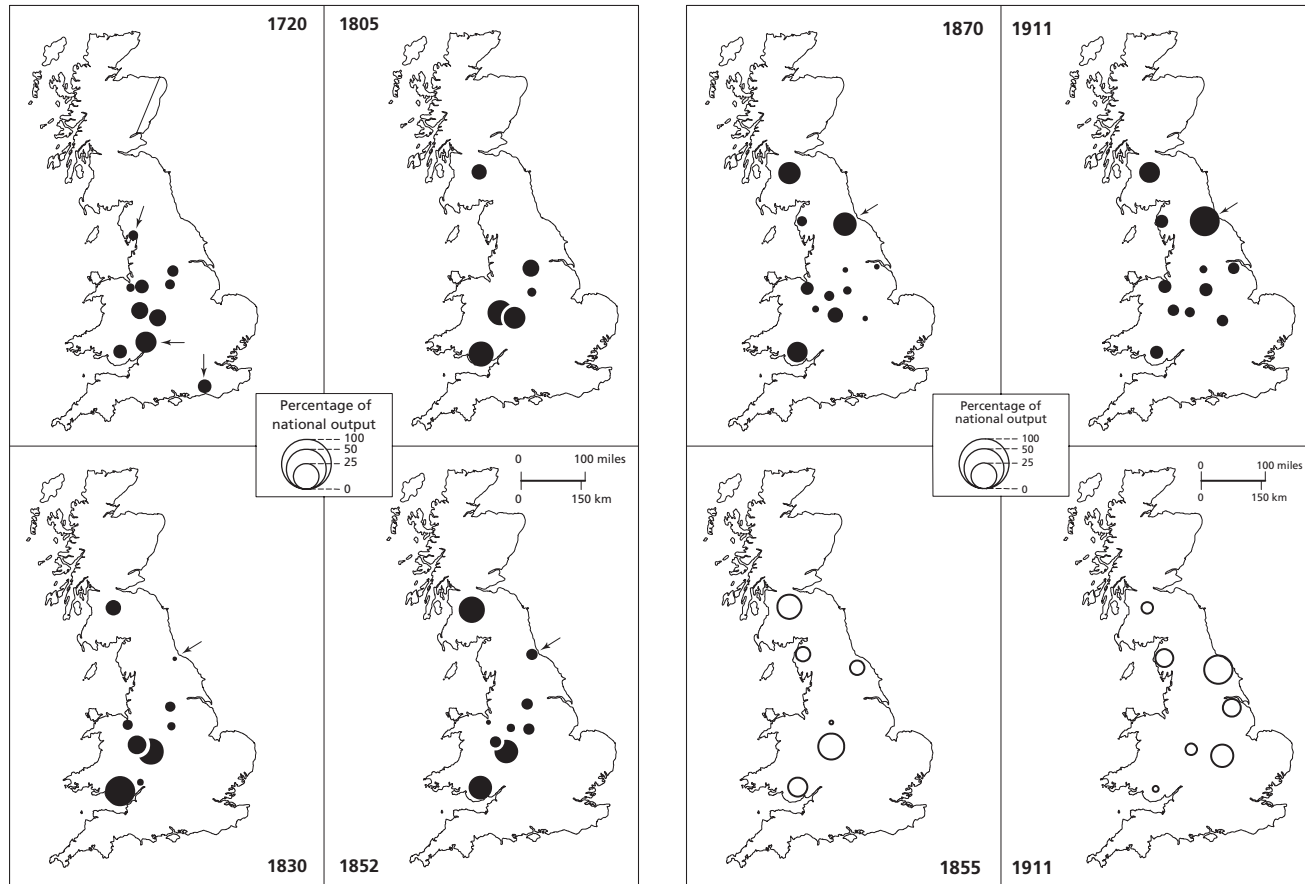 1720
1805
Percentage of
national output
100
50
25
0
1830
1852
0 100 miles
0 150 km
1870
1911
Percentage of
national output
100
50
25
0
1855
1911
0 100 miles
0 150 km